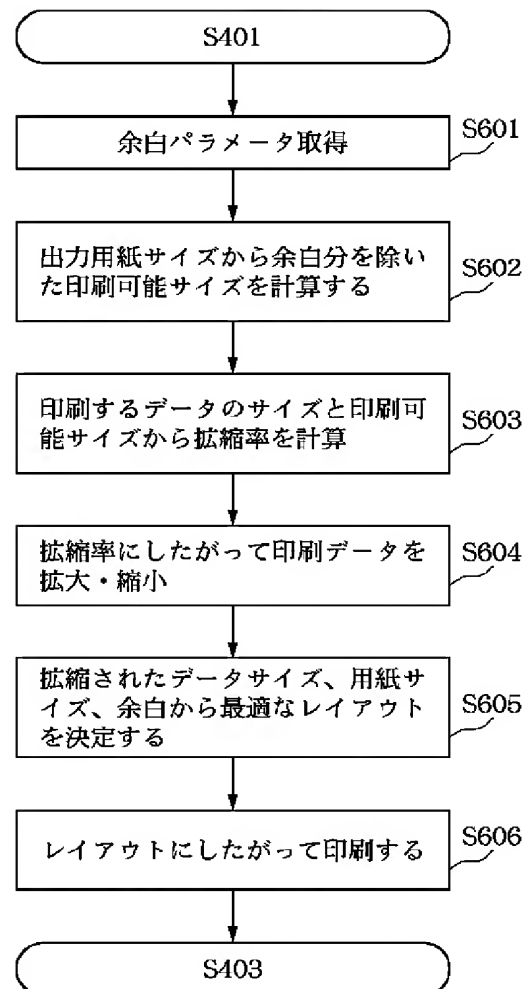 S401
余白パラメータ取得
S601
出力用紙サイズから余白分を除い
た印刷可能サイズを計算する
S602
印刷するデータのサイズと印刷可
能サイズから拡縮率を計算
S603
拡縮率にしたがって印刷データを
拡大・縮小
S604
拡縮されたデータサイズ、用紙サ
イズ、余白から最適なレイアウト
を決定する
S605
レイアウトにしたがって印刷する
S606
S403